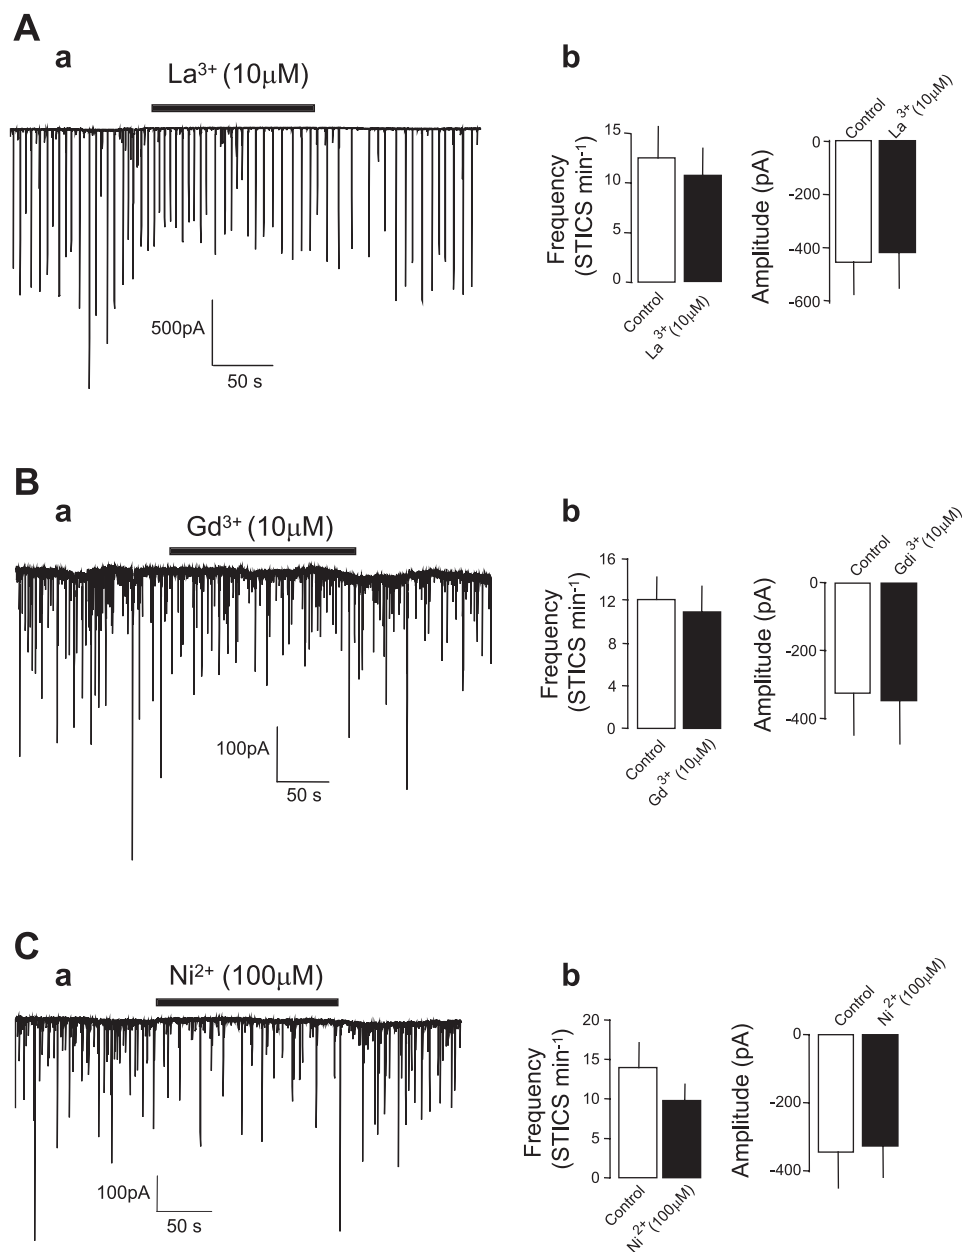 A
a
La³⁺ (10μM)
500pA
50 s
b
Frequency
(STICS min⁻¹)
15
10
5
0
Control
La³⁺(10μM)
Amplitude (pA)
0
-200
-400
-600
Control
La³⁺(10μM)
B
a
Gd³⁺ (10μM)
100pA
50 s
b
Frequency
(STICS min⁻¹)
16
12
8
4
0
Control
Gd³⁺(10μM)
Amplitude (pA)
0
-200
-400
Control
Gdi³⁺(10μM)
C
a
Ni²⁺ (100μM)
100pA
50 s
b
Frequency
(STICS min⁻¹)
20
15
10
5
0
Control
Ni²⁺(100μM)
Amplitude (pA)
0
-200
-400
Control
Ni²⁺(100μM)